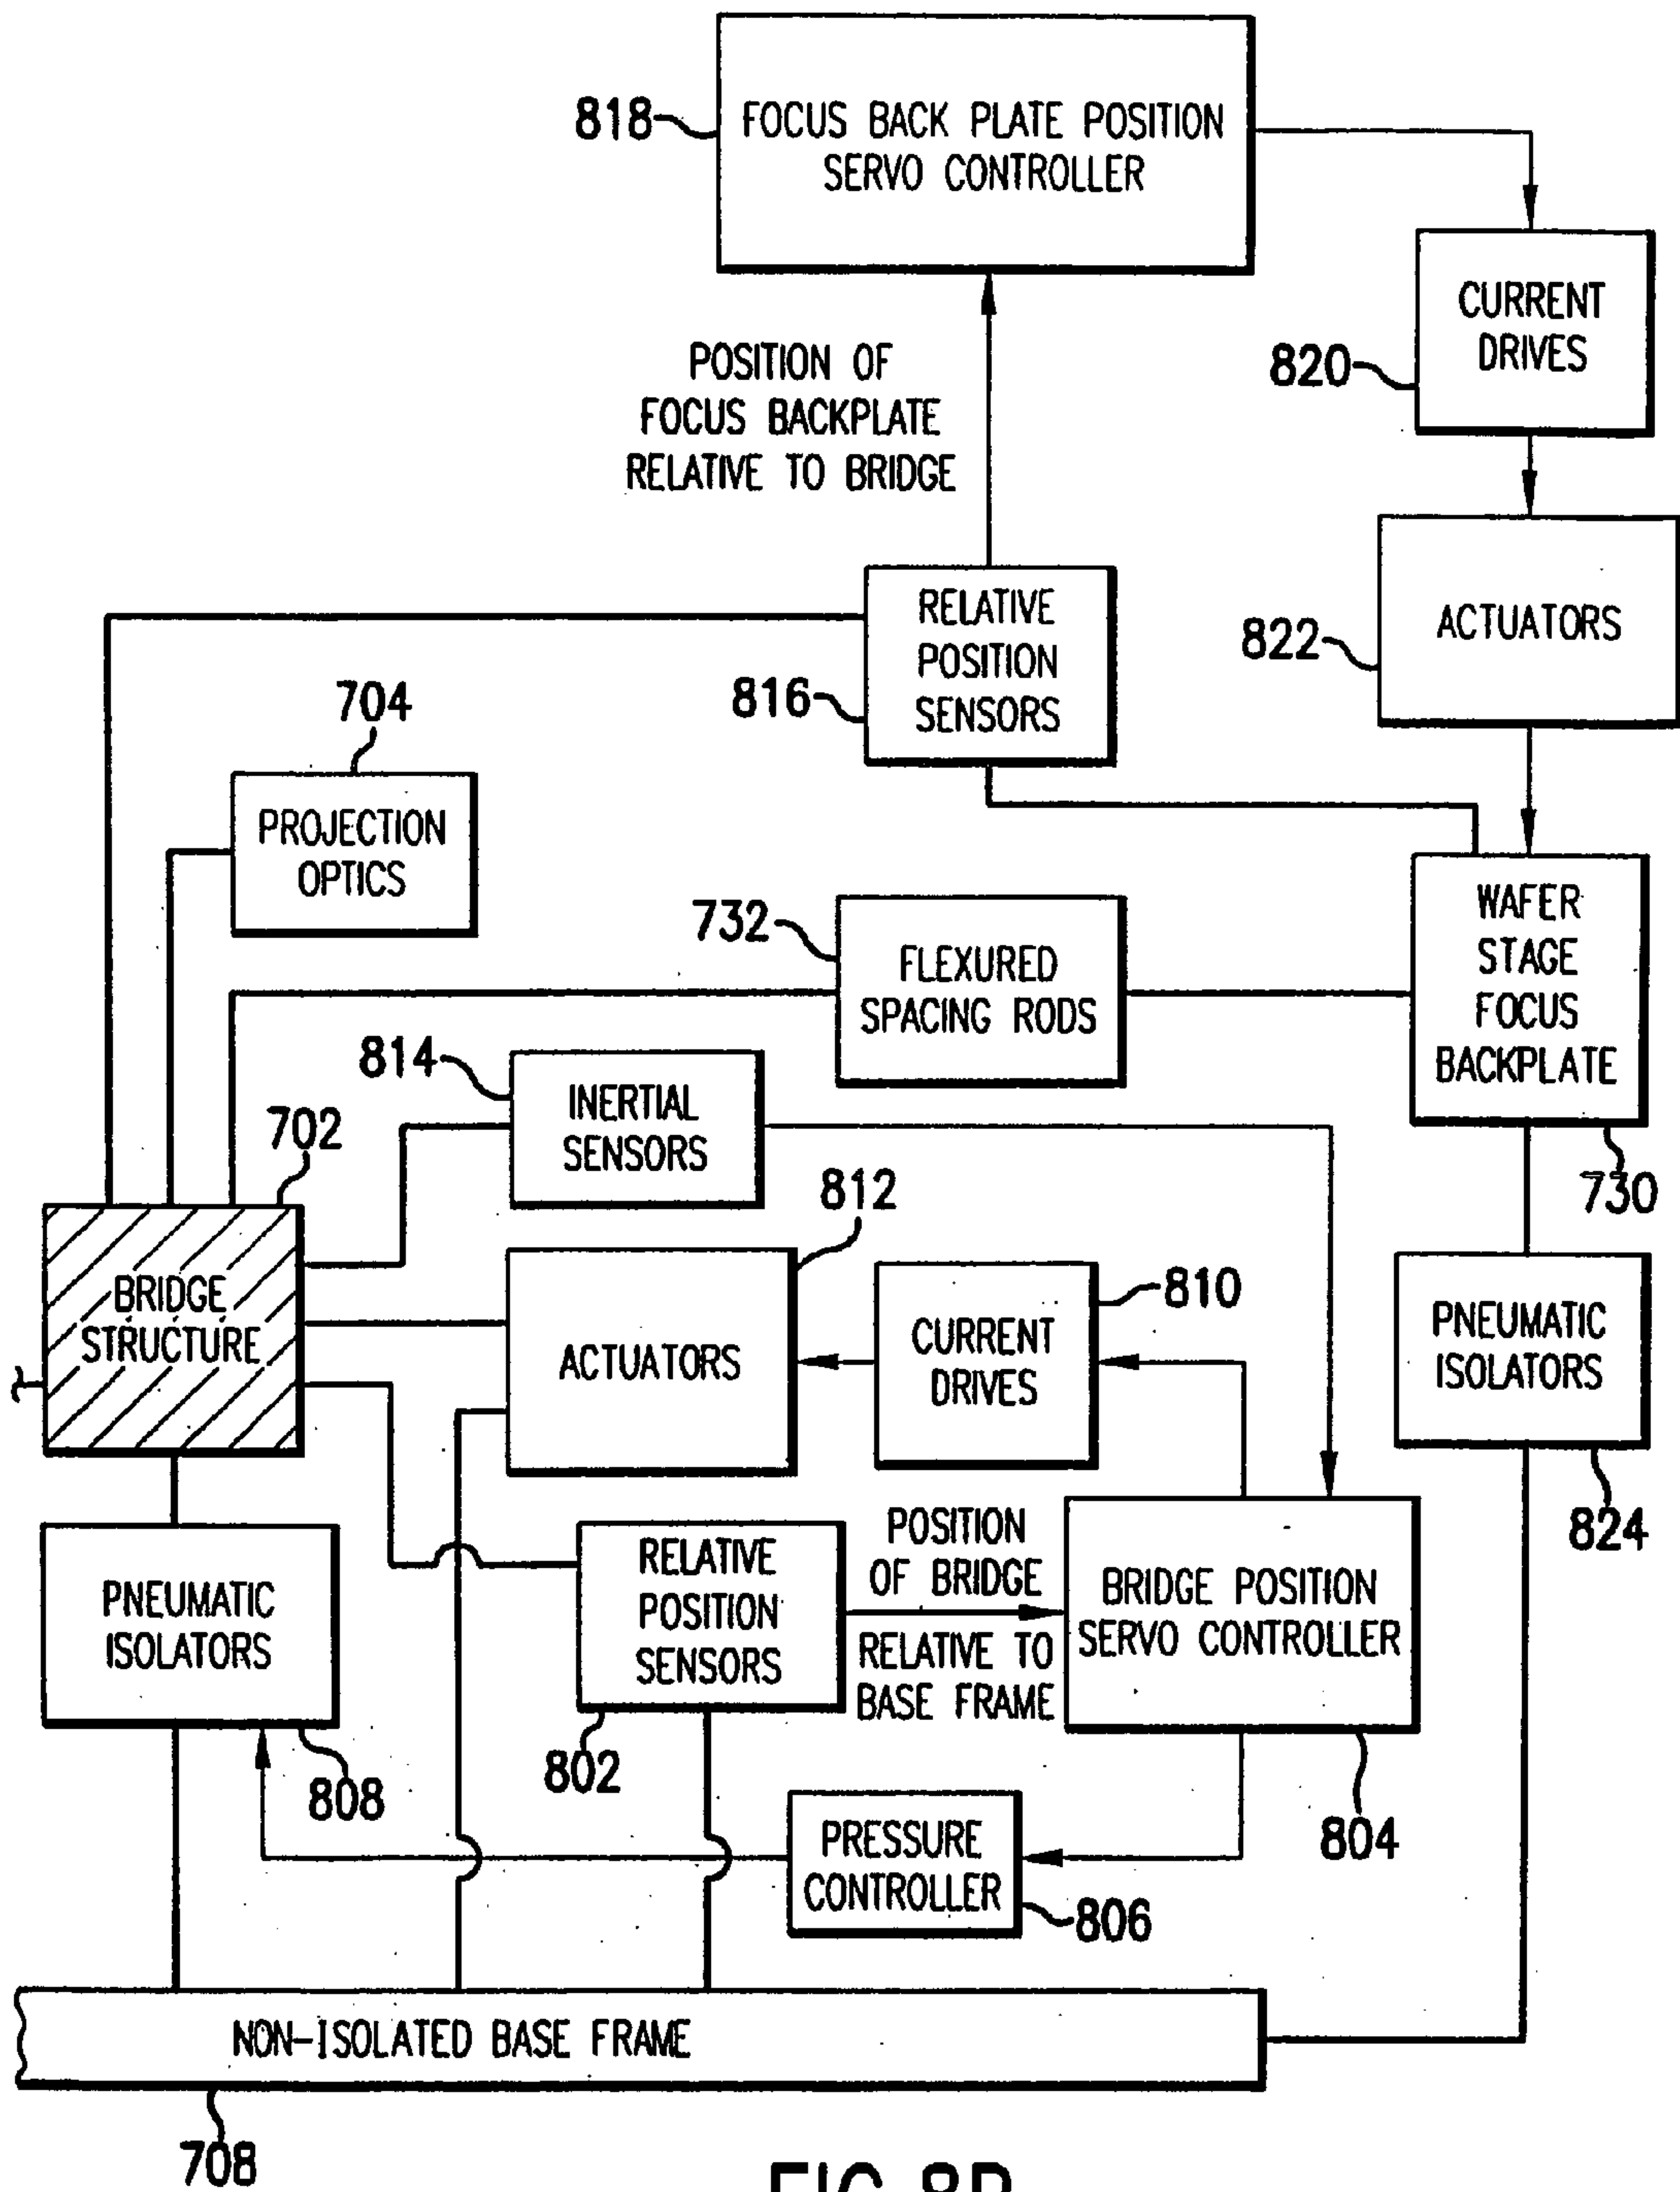 818
FOCUS BACK PLATE POSITION
SERVO CONTROLLER
CURRENT
DRIVES
820
POSITION OF
FOCUS BACKPLATE
RELATIVE TO BRIDGE
RELATIVE
POSITION
SENSORS
816
ACTUATORS
822
704
PROJECTION
OPTICS
732
FLEXURED
SPACING RODS
WAFER
STAGE
FOCUS
BACKPLATE
730
814
INERTIAL
SENSORS
702
BRIDGE
STRUCTURE
812
ACTUATORS
810
CURRENT
DRIVES
PNEUMATIC
ISOLATORS
824
PNEUMATIC
ISOLATORS
808
RELATIVE
POSITION
SENSORS
802
POSITION
OF BRIDGE
RELATIVE TO
BASE FRAME
BRIDGE POSITION
SERVO CONTROLLER
804
PRESSURE
CONTROLLER
806
NON-ISOLATED BASE FRAME
708
FIG.8B